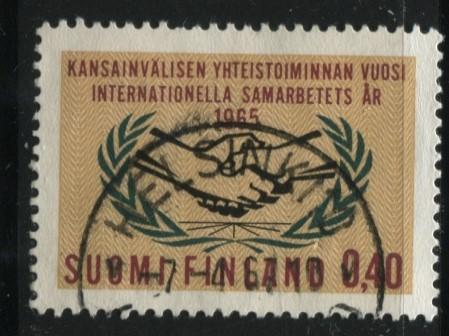 KANSAINVÄLISEN YHTEISTOIMINNAN VUOSI
INTERNATIONELLA SAMARBETETS ÅR
1965
SUOMI-FINLAND 0,40